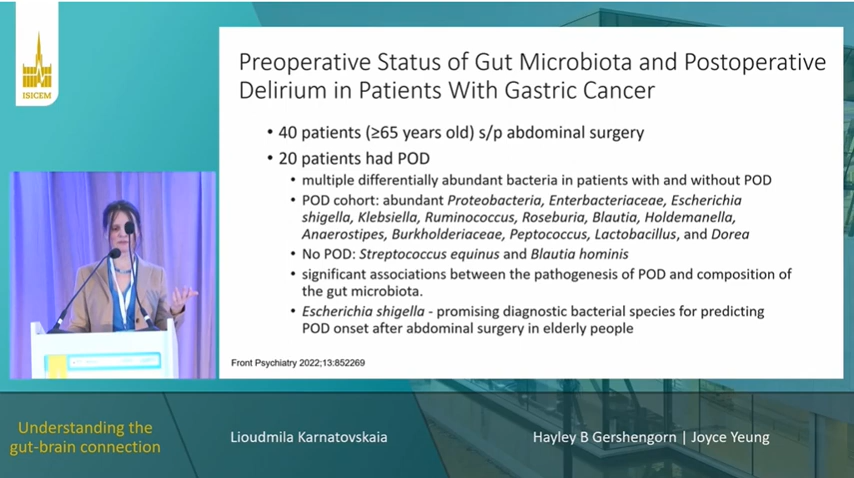 ISICEM
Preoperative Status of Gut Microbiota and Postoperative
Delirium in Patients With Gastric Cancer
• 40 patients (≥65 years old) s/p abdominal surgery
• 20 patients had POD
• multiple differentially abundant bacteria in patients with and without POD
• POD cohort: abundant Proteobacteria, Enterbacteriaceae, Escherichia
shigella, Klebsiella, Ruminococcus, Roseburia, Blautia, Holdemanella,
Anaerostipes, Burkholderiaceae, Peptococcus, Lactobacillus, and Dorea
• No POD: Streptococcus equinus and Blautia hominis
• significant associations between the pathogenesis of POD and composition of
the gut microbiota.
• Escherichia shigella - promising diagnostic bacterial species for predicting
POD onset after abdominal surgery in elderly people
Front Psychiatry 2022;13:852269
Understanding the
gut-brain connection
Lioudmila Karnatovskaia
Hayley B Gershengorn | Joyce Yeung